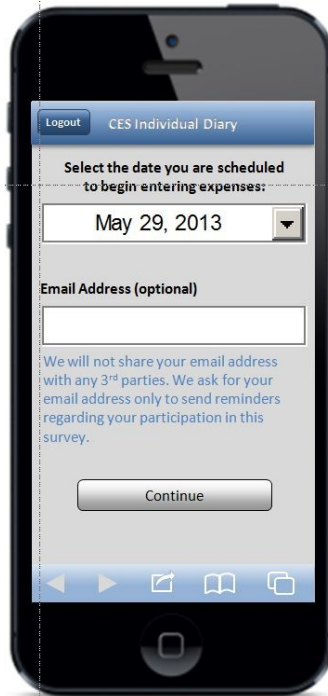 Logout
CES Individual Diary
Select the date you are scheduled
to begin entering expenses:
May 29, 2013
Email Address (optional)
We will not share your email address
with any 3rd parties. We ask for your
email address only to send reminders
regarding your participation in this
survey.
Continue